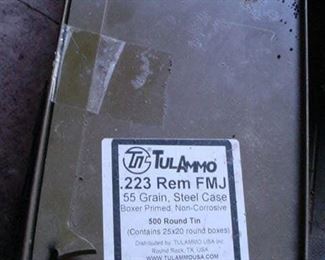 TULAMMO
.223 Rem FMJ
55 Grain, Steel Case
Boxer Primed, Non-Corrosive
500 Round Tin
(Contains 25x20 round boxes)
Distributed by TULAMMO USA Inc
Round Rock, TX, USA
WWW.TULAMMOUSA.COM